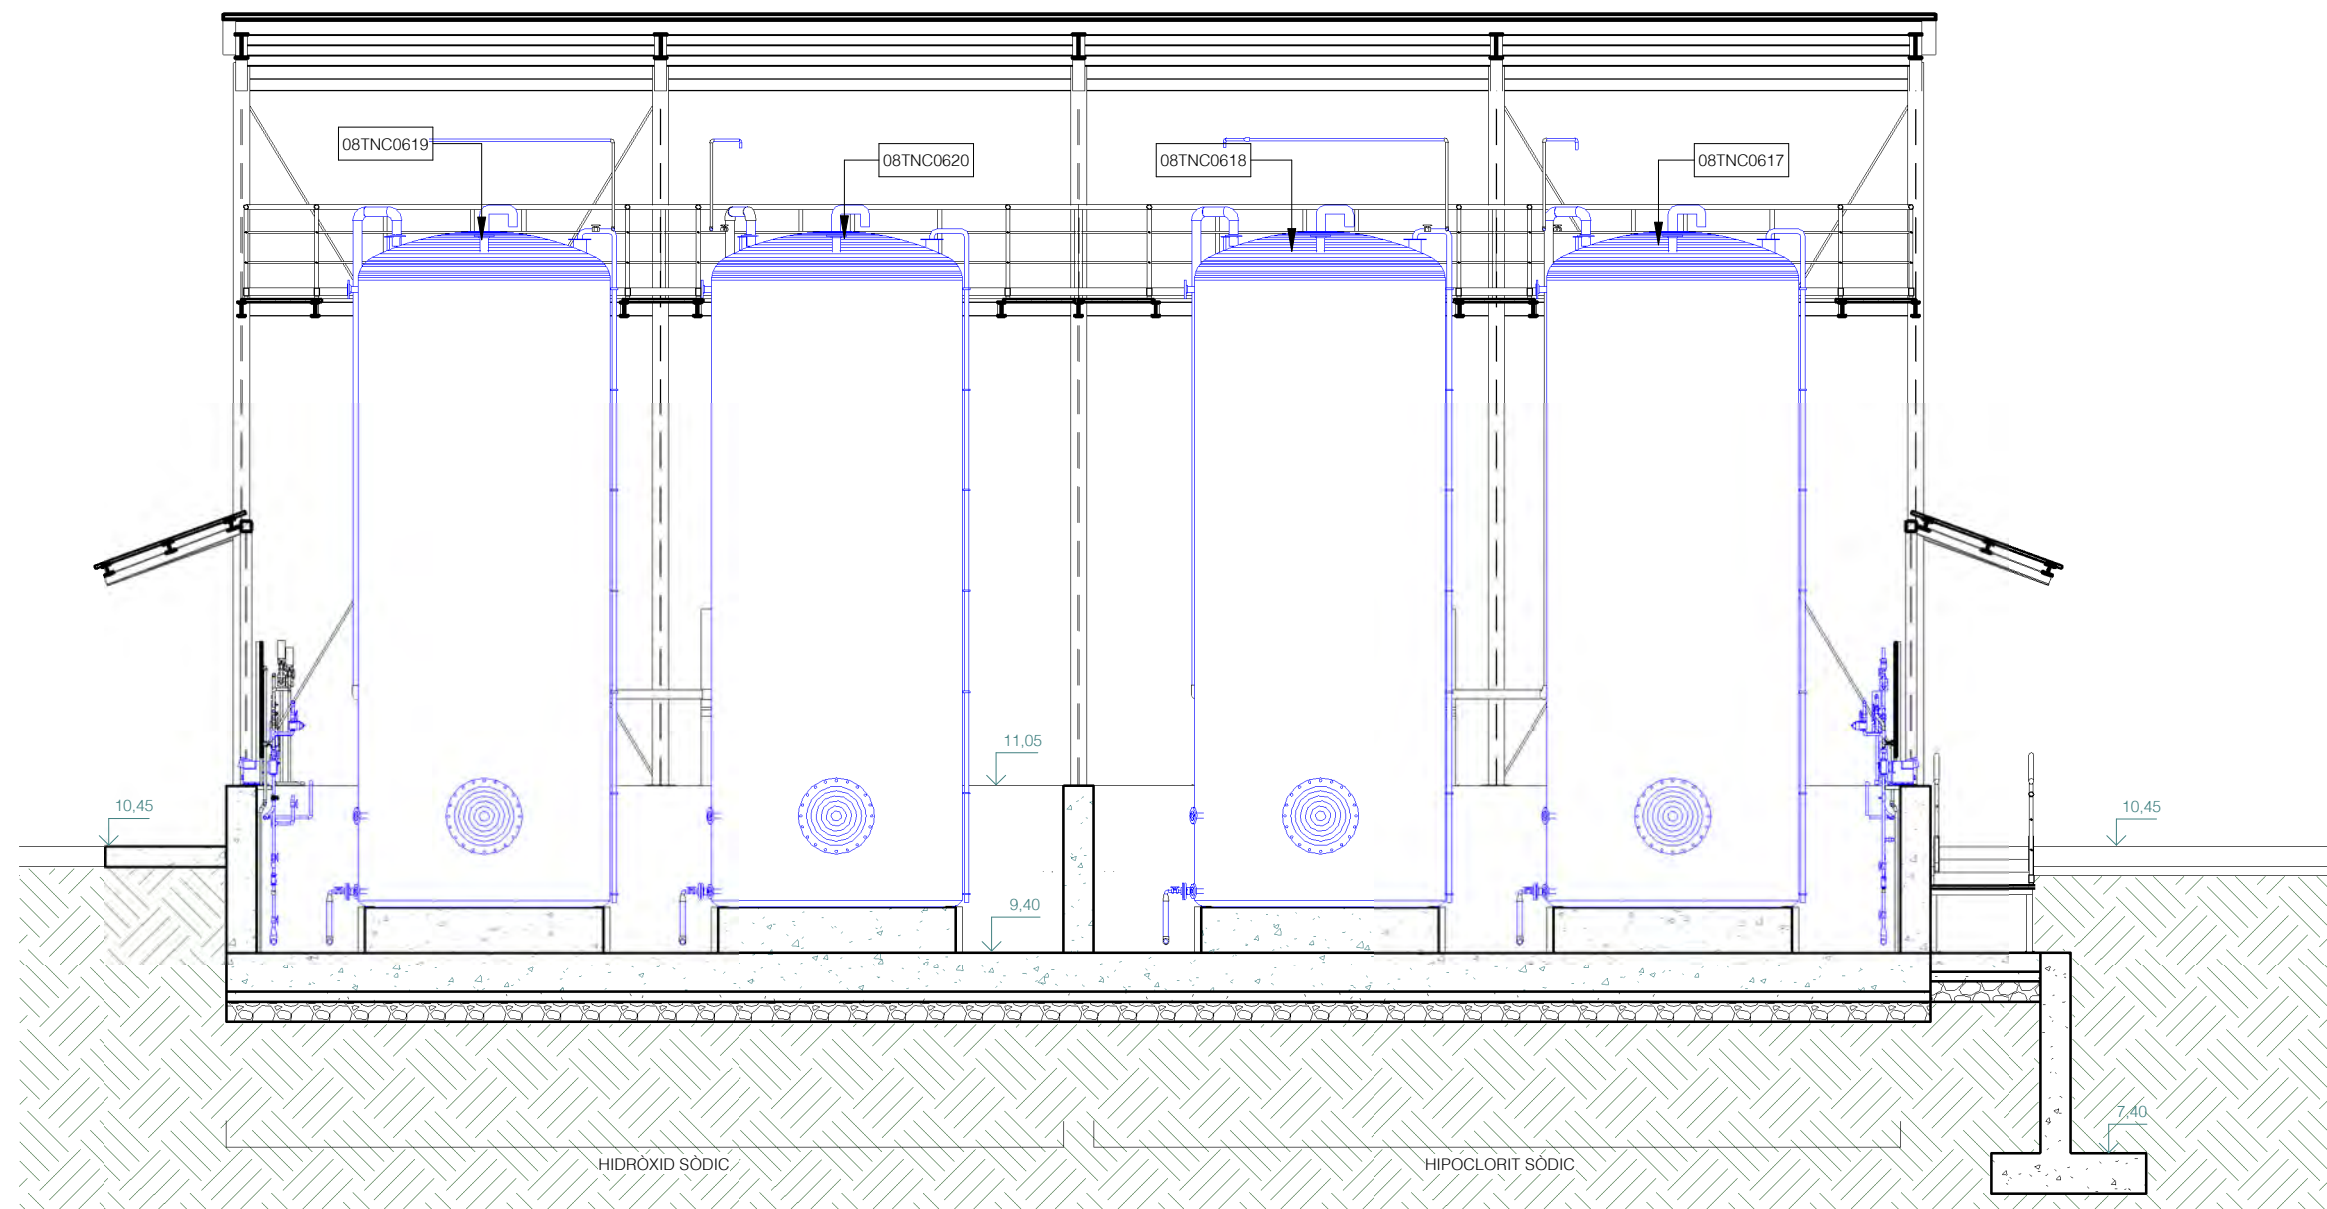 08TNC0619
08TNC0620
08TNC0618
08TNC0617
11,05
10,45
10,45
9,40
7,40
HIDRÒXID SÒDIC
HIPOCLORIT SÒDIC